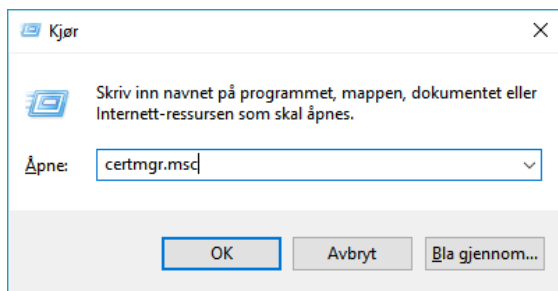 Kjør
Skriv inn navnet på programmet, mappen, dokumentet eller
Internett-ressursen som skal åpnes.
Åpne: certmgr.msc
OK Avbryt Bla gjennom...